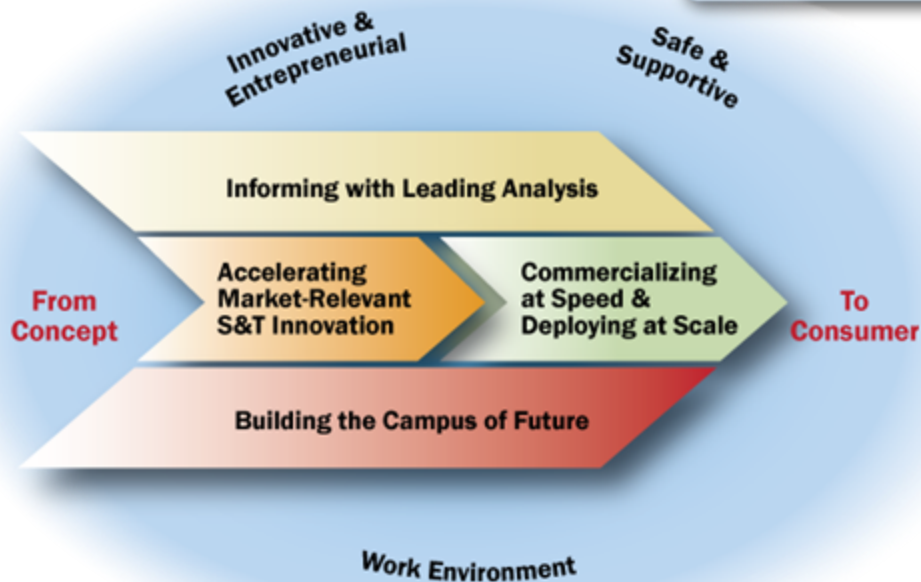 Innovative &
Entrepreneurial
Safe &
Supportive
Informing with Leading Analysis
From
Concept
Accelerating
Market-Relevant
S&T Innovation
Commercializing
at Speed &
Deploying at Scale
To
Consumer
Building the Campus of Future
Work Environment